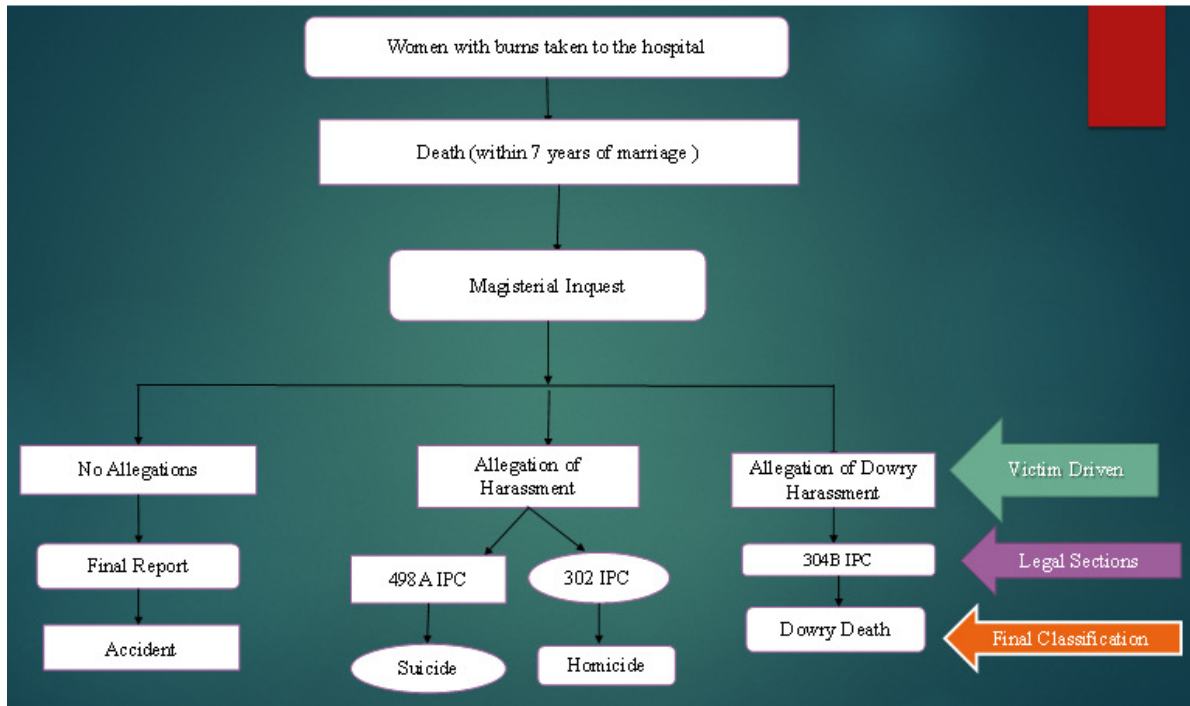 Women with burns taken to the hospital
Death (within 7 years of marriage )
Magisterial Inquest
No Allegations
Allegation of
Harassment
Allegation of Dowry
Harassment
Victim Driven
Final Report
498A IPC
302 IPC
304B IPC
Legal Sections
Accident
Suicide
Homicide
Dowry Death
Final Classification